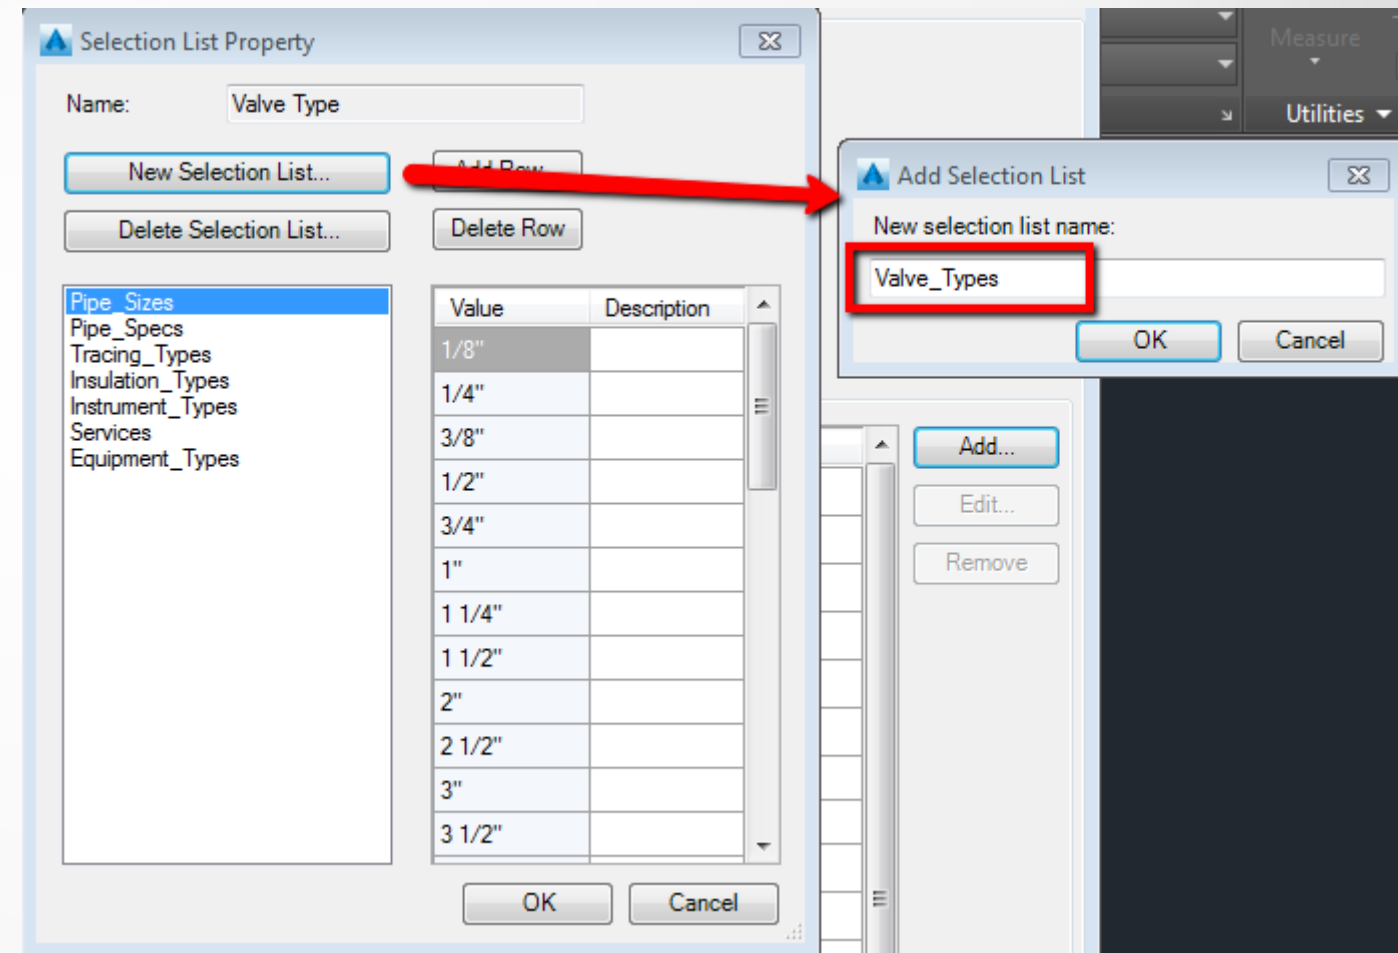 Selection List Property
Name: Valve Type
New Selection List...
Add Row
Delete Selection List...
Delete Row
Pipe_Sizes
Pipe_Specs
Tracing_Types
Insulation_Types
Instrument_Types
Services
Equipment_Types
Value Description
1/8"
1/4"
3/8"
1/2"
3/4"
1"
1 1/4"
1 1/2"
2"
2 1/2"
3"
3 1/2"
OK Cancel
Measure
Utilities
Add Selection List
New selection list name:
Valve_Types
OK Cancel
Add...
Edit...
Remove